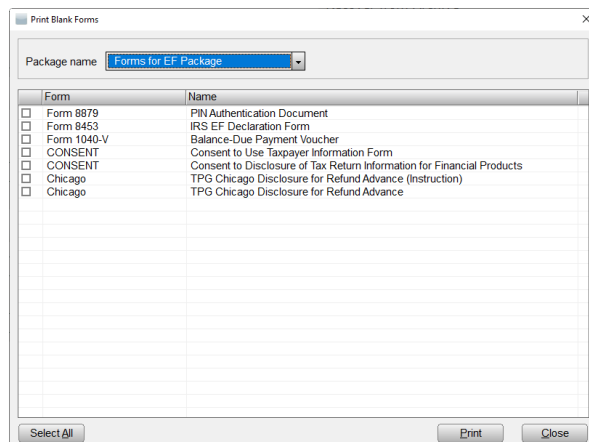 Print Blank Forms
Package name Forms for EF Package
Form Name
Form 8879 PIN Authentication Document
Form 8453 IRS EF Declaration Form
Form 1040-V Balance-Due Payment Voucher
CONSENT Consent to Use Taxpayer Information Form
CONSENT Consent to Disclosure of Tax Return Information for Financial Products
Chicago TPG Chicago Disclosure for Refund Advance (Instruction)
Chicago TPG Chicago Disclosure for Refund Advance
Select All Print Close